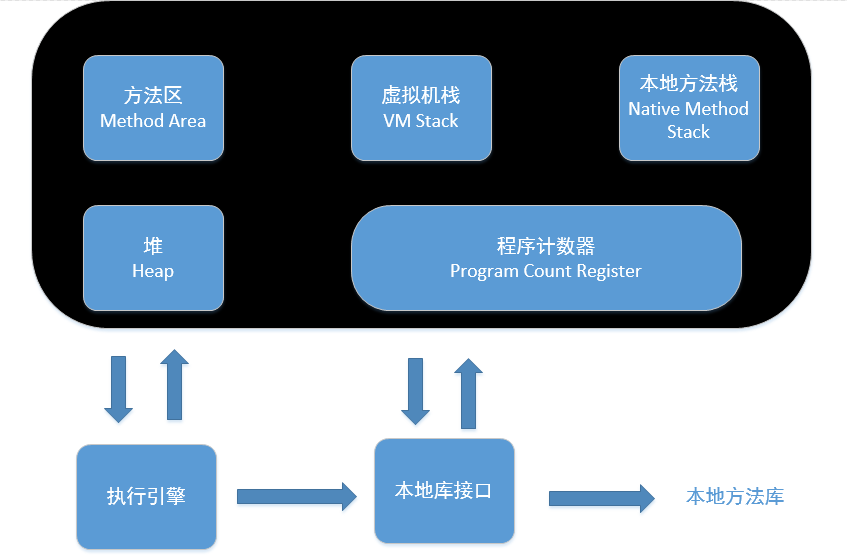 方法区
Method Area
虚拟机栈
VM Stack
本地方法栈
Native Method
Stack
堆
Heap
程序计数器
Program Count Register
执行引擎
本地库接口
本地方法库